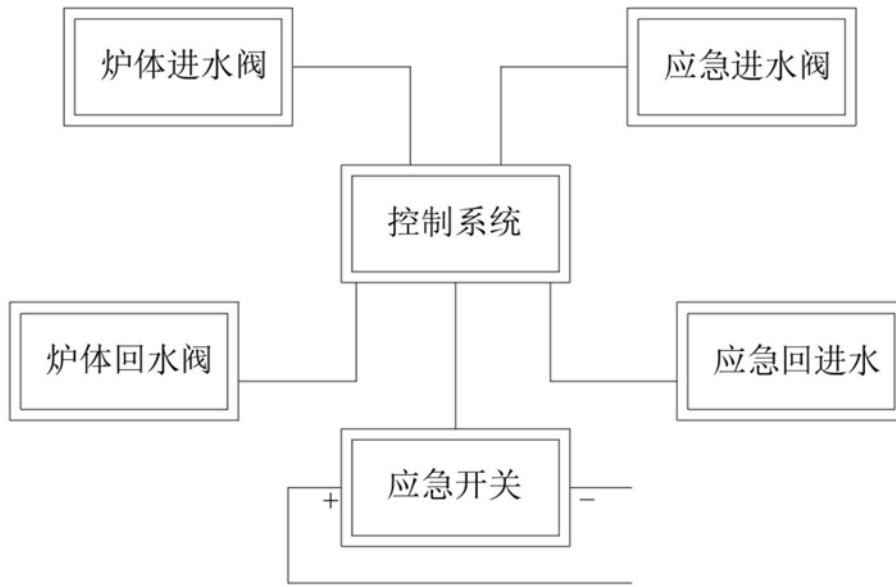 炉体进水阀
应急进水阀
控制系统
炉体回水阀
应急回进水
应急开关
+
−